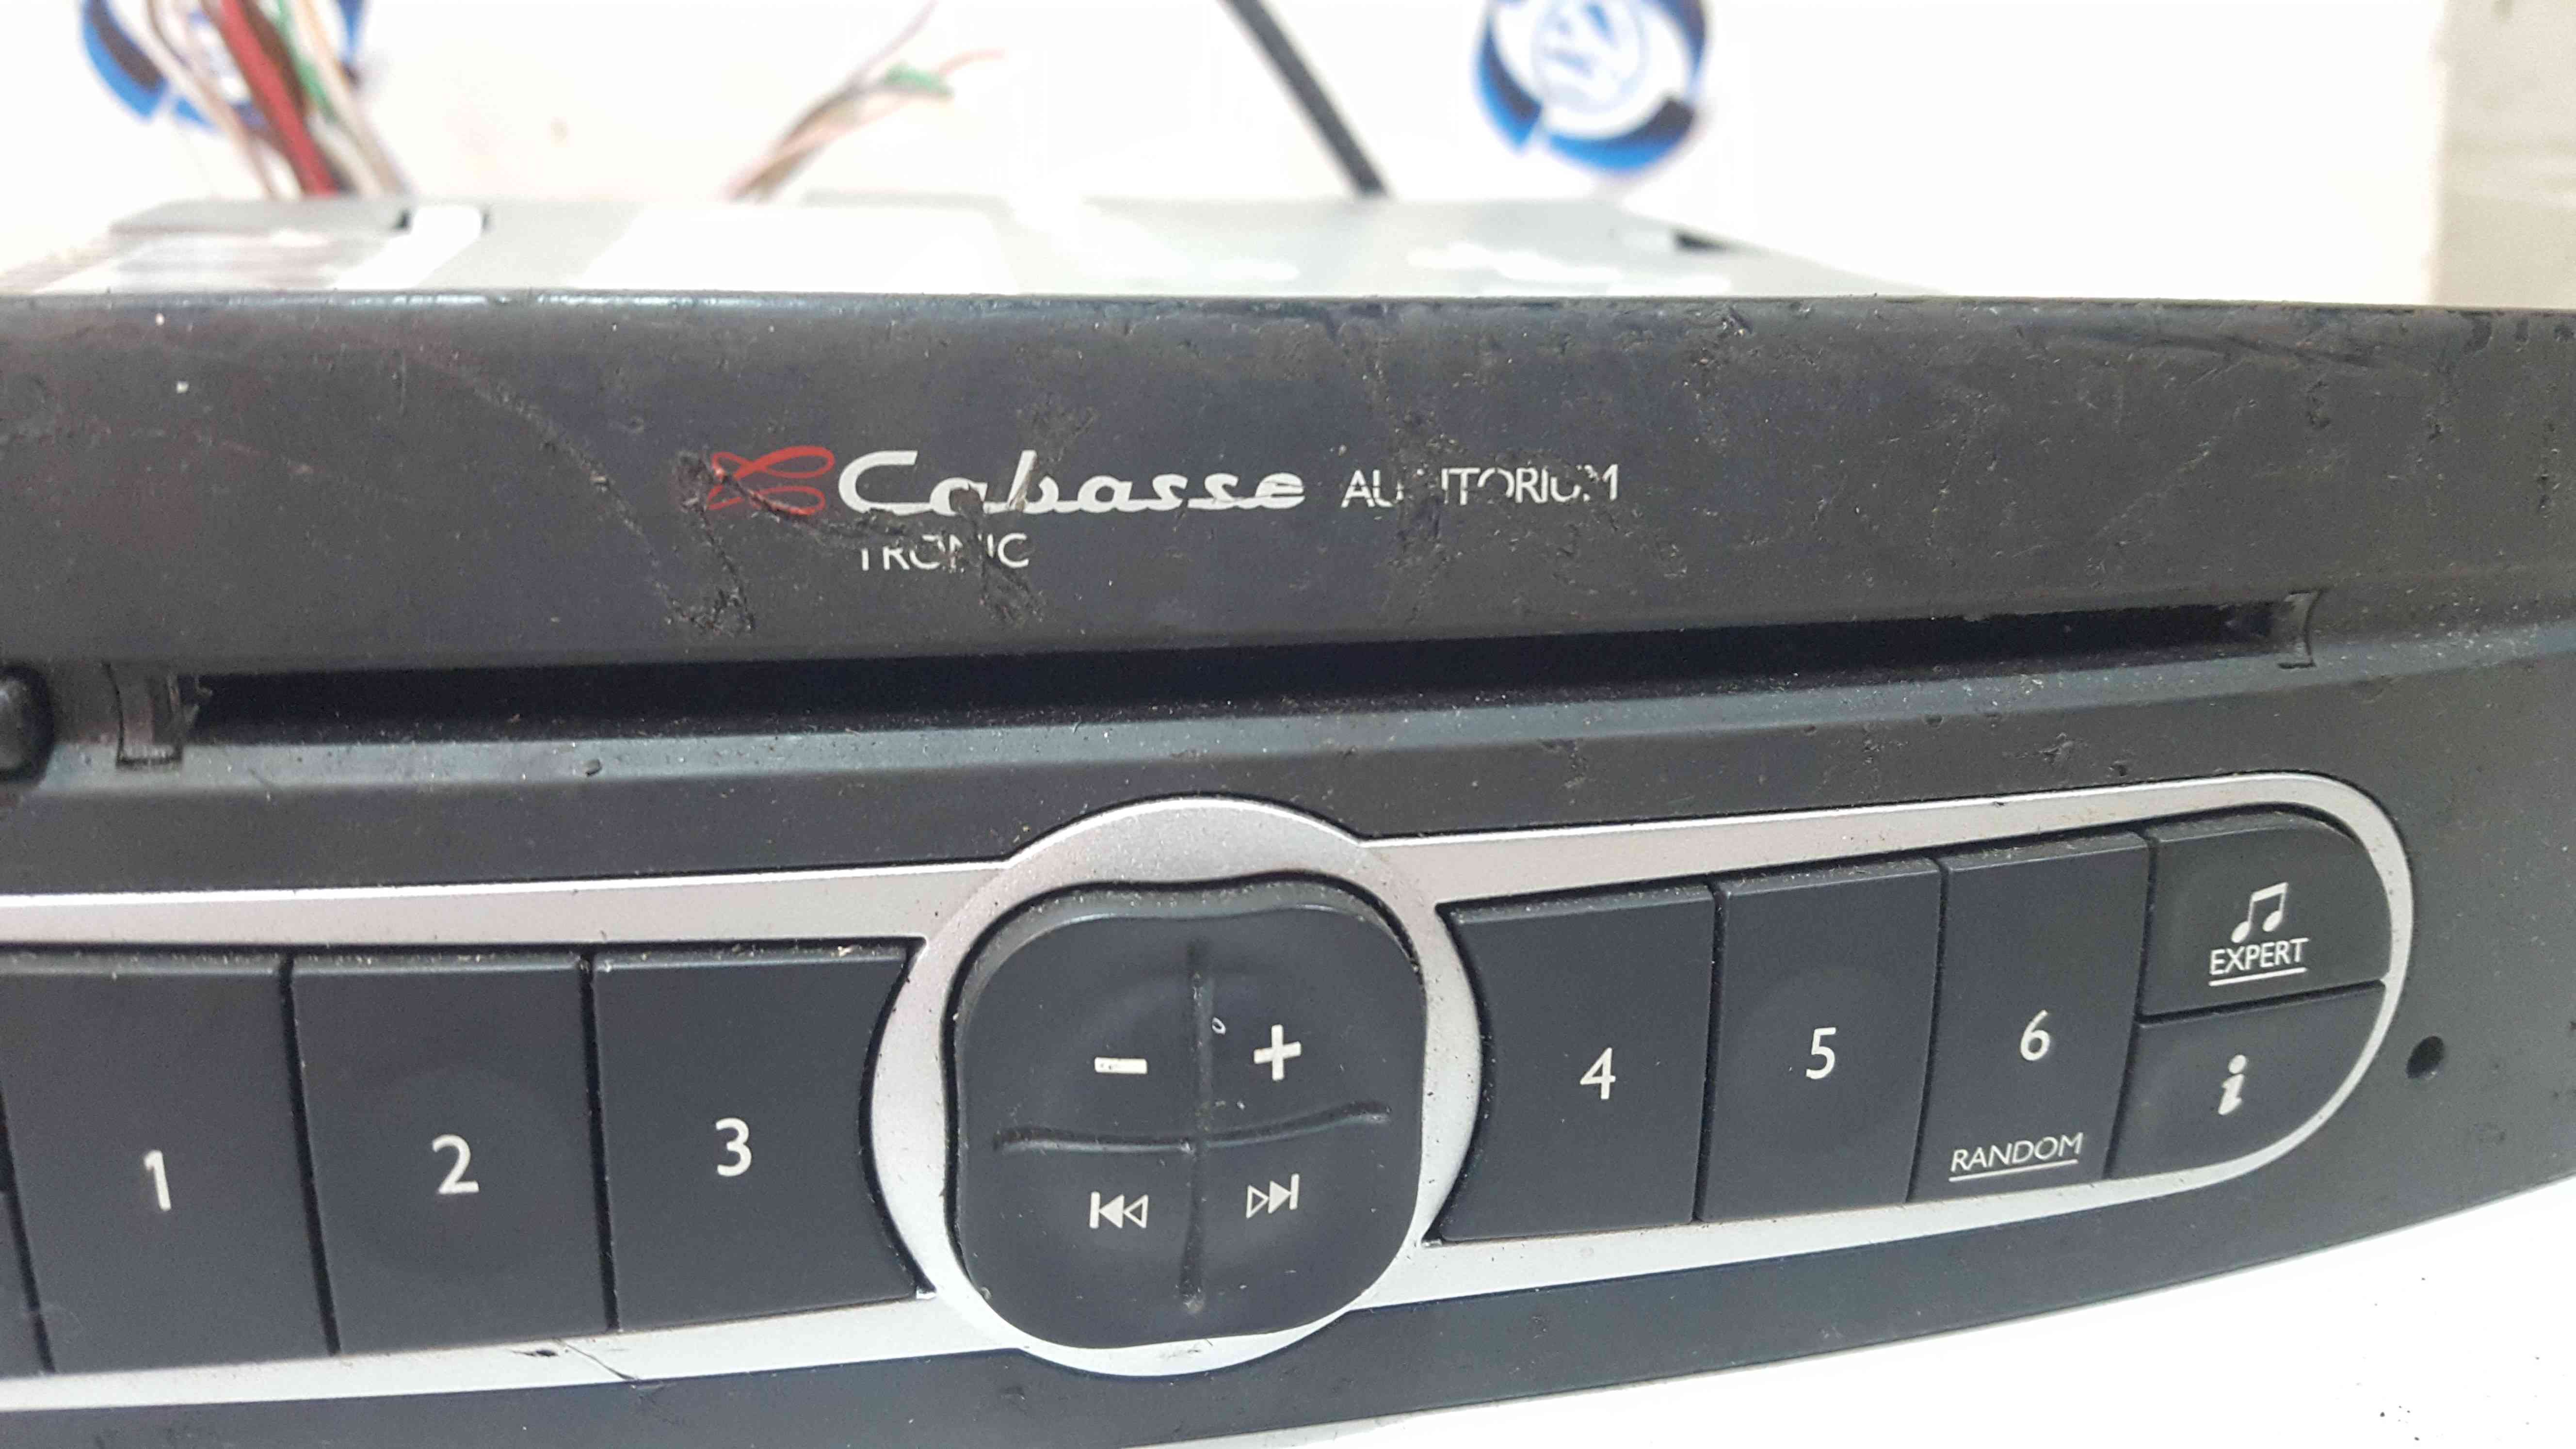 Cabasse AUDITORIUM
TRONIC
1 2 3 - + 4 5 6 EXPERT
i
RANDOM